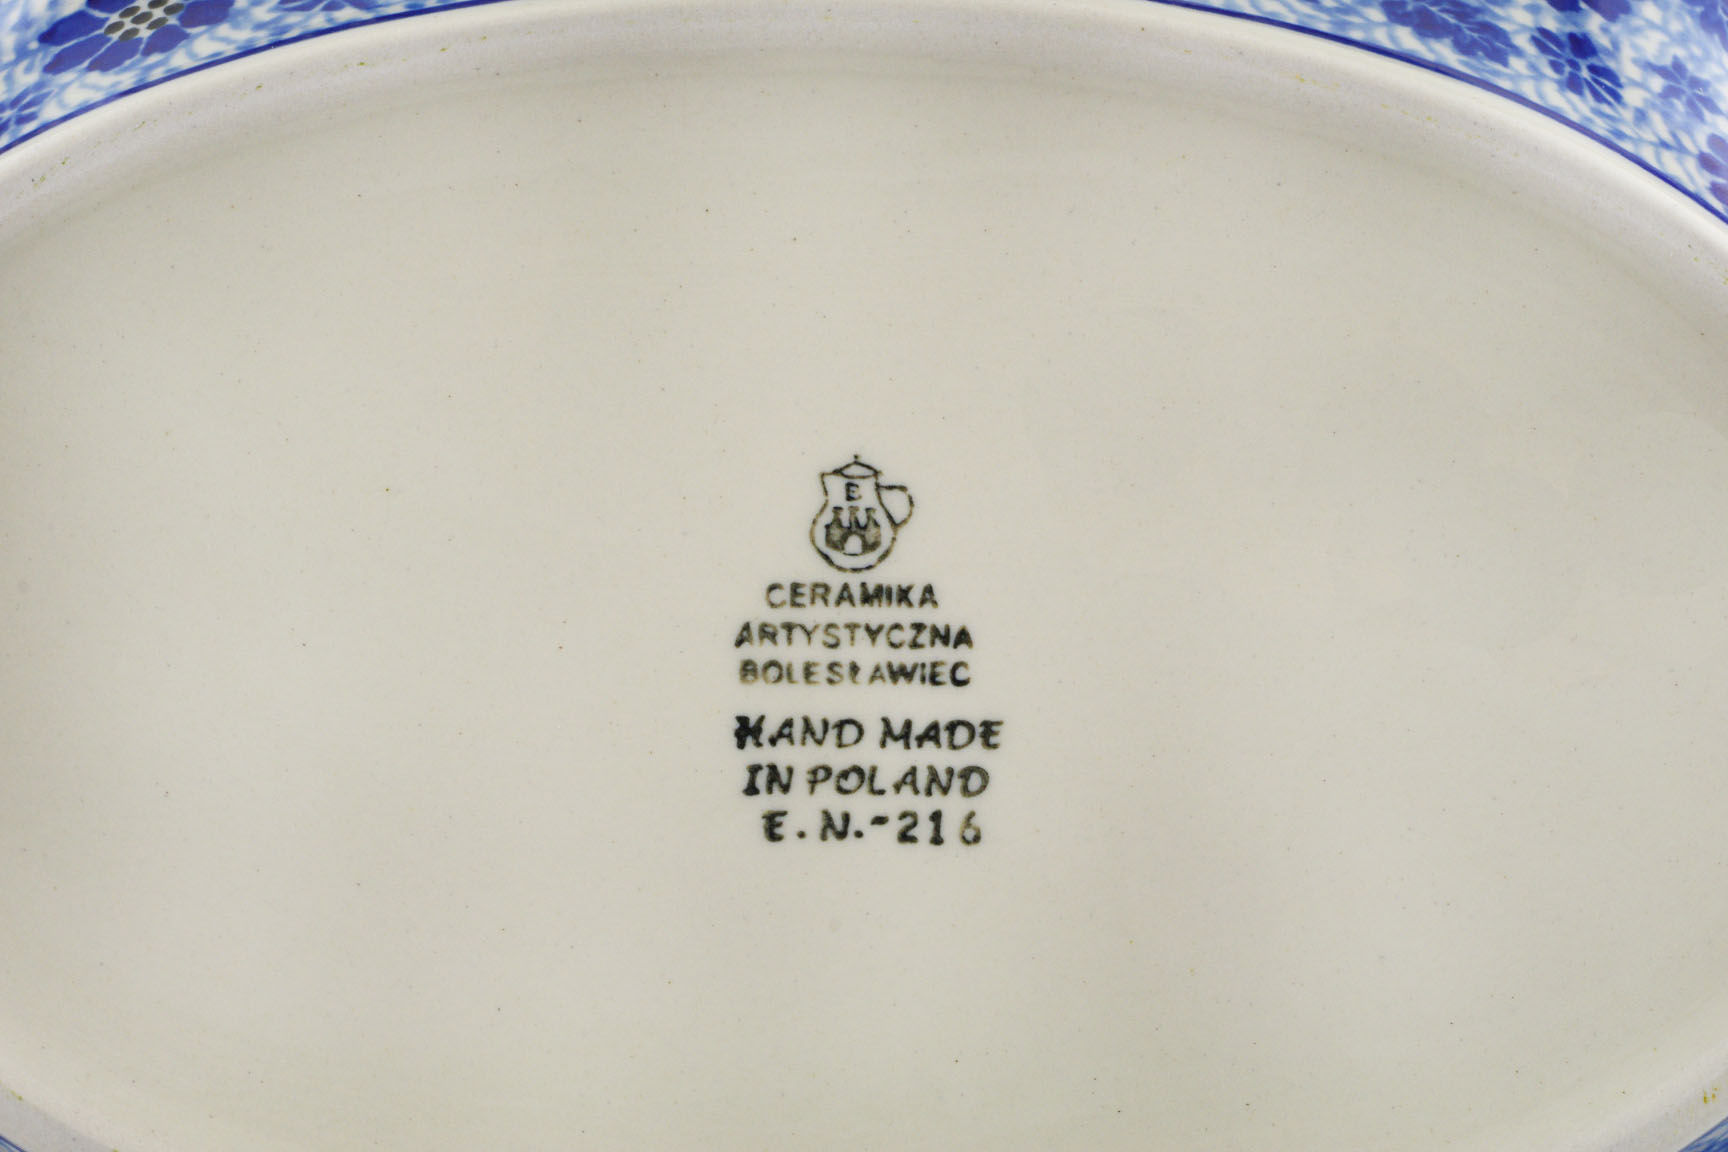 B
CERAMIKA
ARTYSTYCZNA
BOLESŁAWIEC
HAND MADE
IN POLAND
E.N.-216